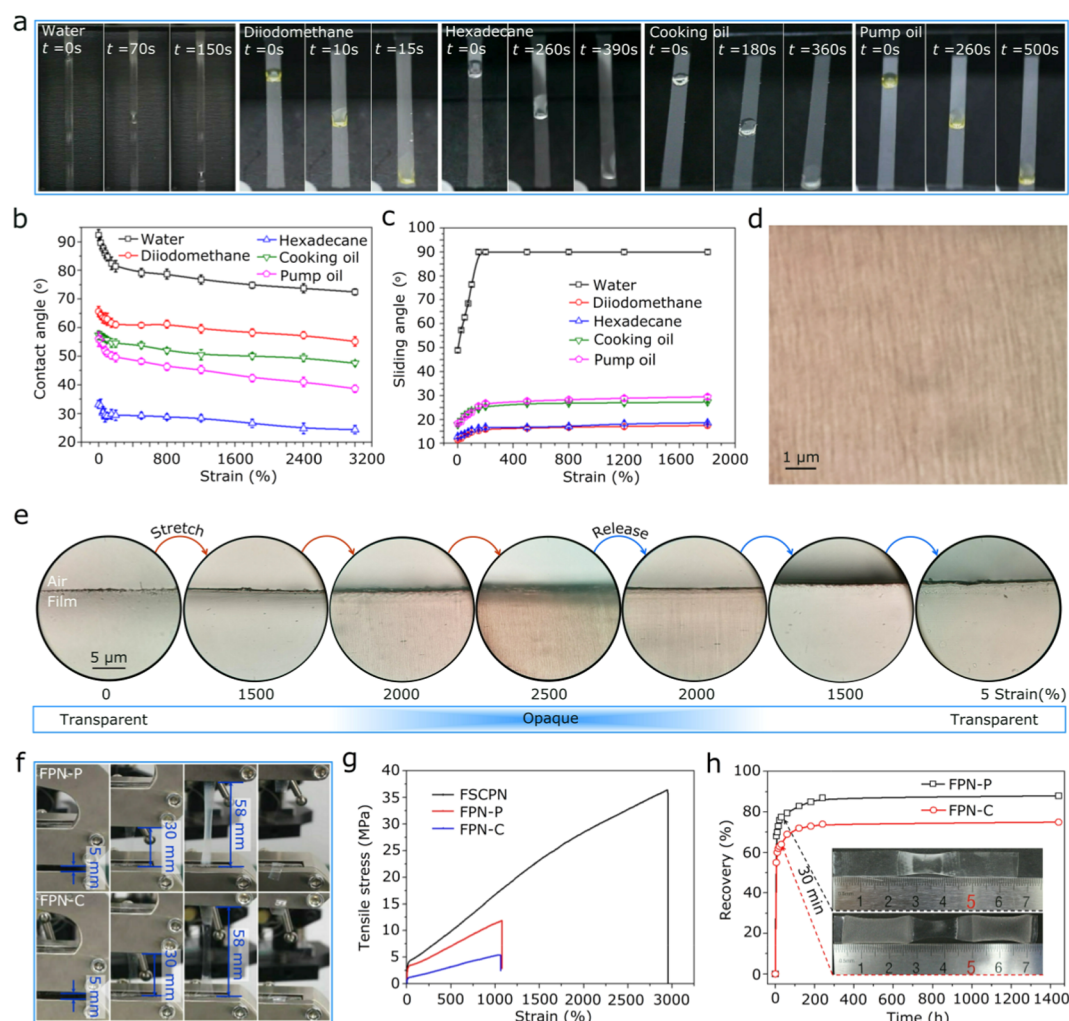 a
Water
t =0s
t =70s
t =150s
Diiodomethane
t =0s
t =10s
t =15s
Hexadecane
t =0s
t =260s
t =390s
Cooking oil
t =0s
t =180s
t =360s
Pump oil
t =0s
t =260s
t =500s
b
Contact angle (°)
90
80
70
60
50
40
30
20
Water
Diiodomethane
Hexadecane
Cooking oil
Pump oil
0 600 1200 1800 2400 3000
Strain (%)
c
Sliding angle (°)
100
90
80
70
60
50
40
30
20
10
Water
Diiodomethane
Hexadecane
Cooking oil
Pump oil
0 400 800 1200 1600 2000
Strain (%)
d
1 μm
e
Stretch
Release
Air
Film
5 μm
0 1500 2000 2500 2000 1500 5 Strain(%)
Transparent Opaque Transparent
f
FPN-P
5 mm
30 mm
58 mm
FPN-C
5 mm
30 mm
58 mm
g
Tensile stress (MPa)
40
35
30
25
20
15
10
5
0
FSCPN
FPN-P
FPN-C
0 500 1000 1500 2000 2500 3000
Strain (%)
h
Recovery (%)
100
80
60
40
20
0
FPN-P
FPN-C
30 min
1 2 3 4 5 6 7
1 2 3 4 5 6 7
0 200 400 600 800 1000 1200 1400
Time (h)